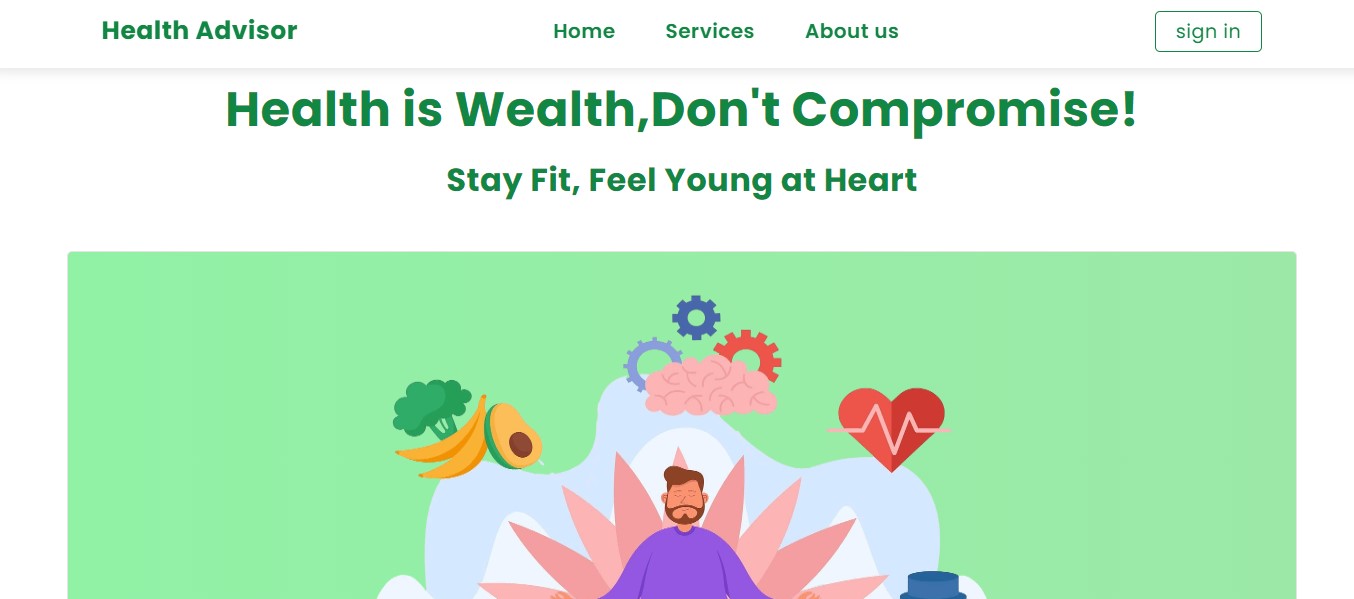 Health Advisor
Home
Services
About us
sign in
Health is Wealth,Don't Compromise!
Stay Fit, Feel Young at Heart